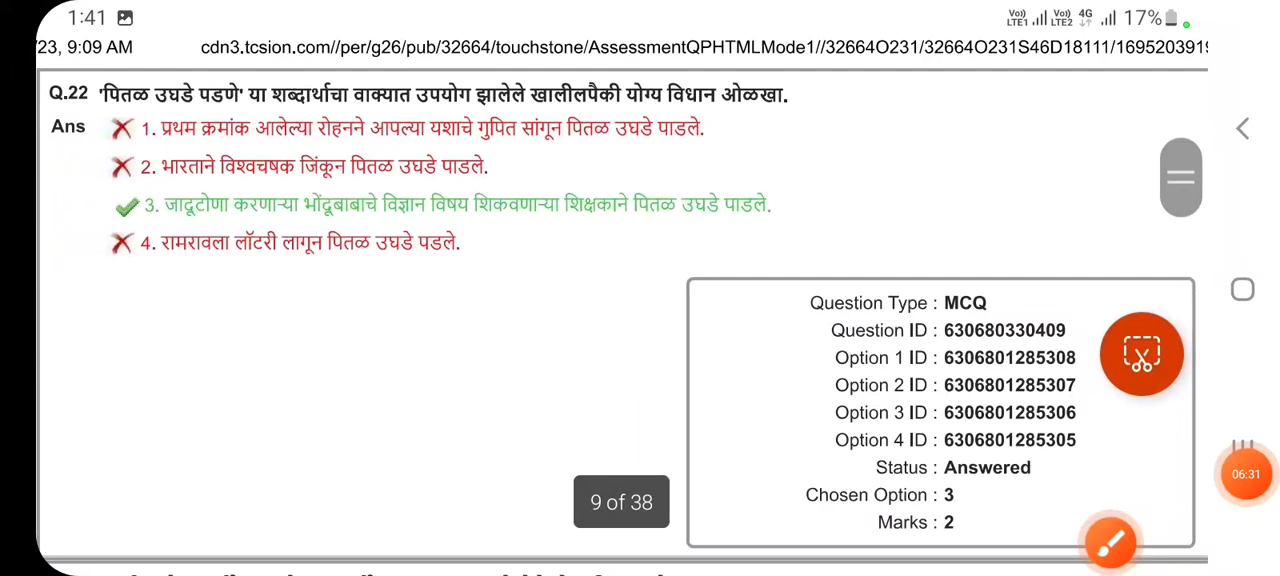 1:41 Vo)) LTE1 Vo)) LTE2 4G 17%
'23, 9:09 AM cdn3.tcsion.com//per/g26/pub/32664/touchstone/AssessmentQPHTMLMode1//32664O231/32664O231S46D18111/1695203919
Q.22 'पितळ उघडे पडणे' या शब्दार्थाचा वाक्यात उपयोग झालेले खालीलपैकी योग्य विधान ओळखा.
Ans 1. प्रथम क्रमांक आलेल्या रोहनने आपल्या यशाचे गुपित सांगून पितळ उघडे पाडले.
2. भारताने विश्वचषक जिंकून पितळ उघडे पाडले.
3. जादूटोणा करणाऱ्या भोंदूबाबाचे विज्ञान विषय शिकवणाऱ्या शिक्षकाने पितळ उघडे पाडले.
4. रामरावला लॉटरी लागून पितळ उघडे पडले.
Question Type : MCQ
Question ID : 630680330409
Option 1 ID : 6306801285308
Option 2 ID : 6306801285307
Option 3 ID : 6306801285306
Option 4 ID : 6306801285305
Status : Answered
Chosen Option : 3
Marks : 2
06:31
9 of 38